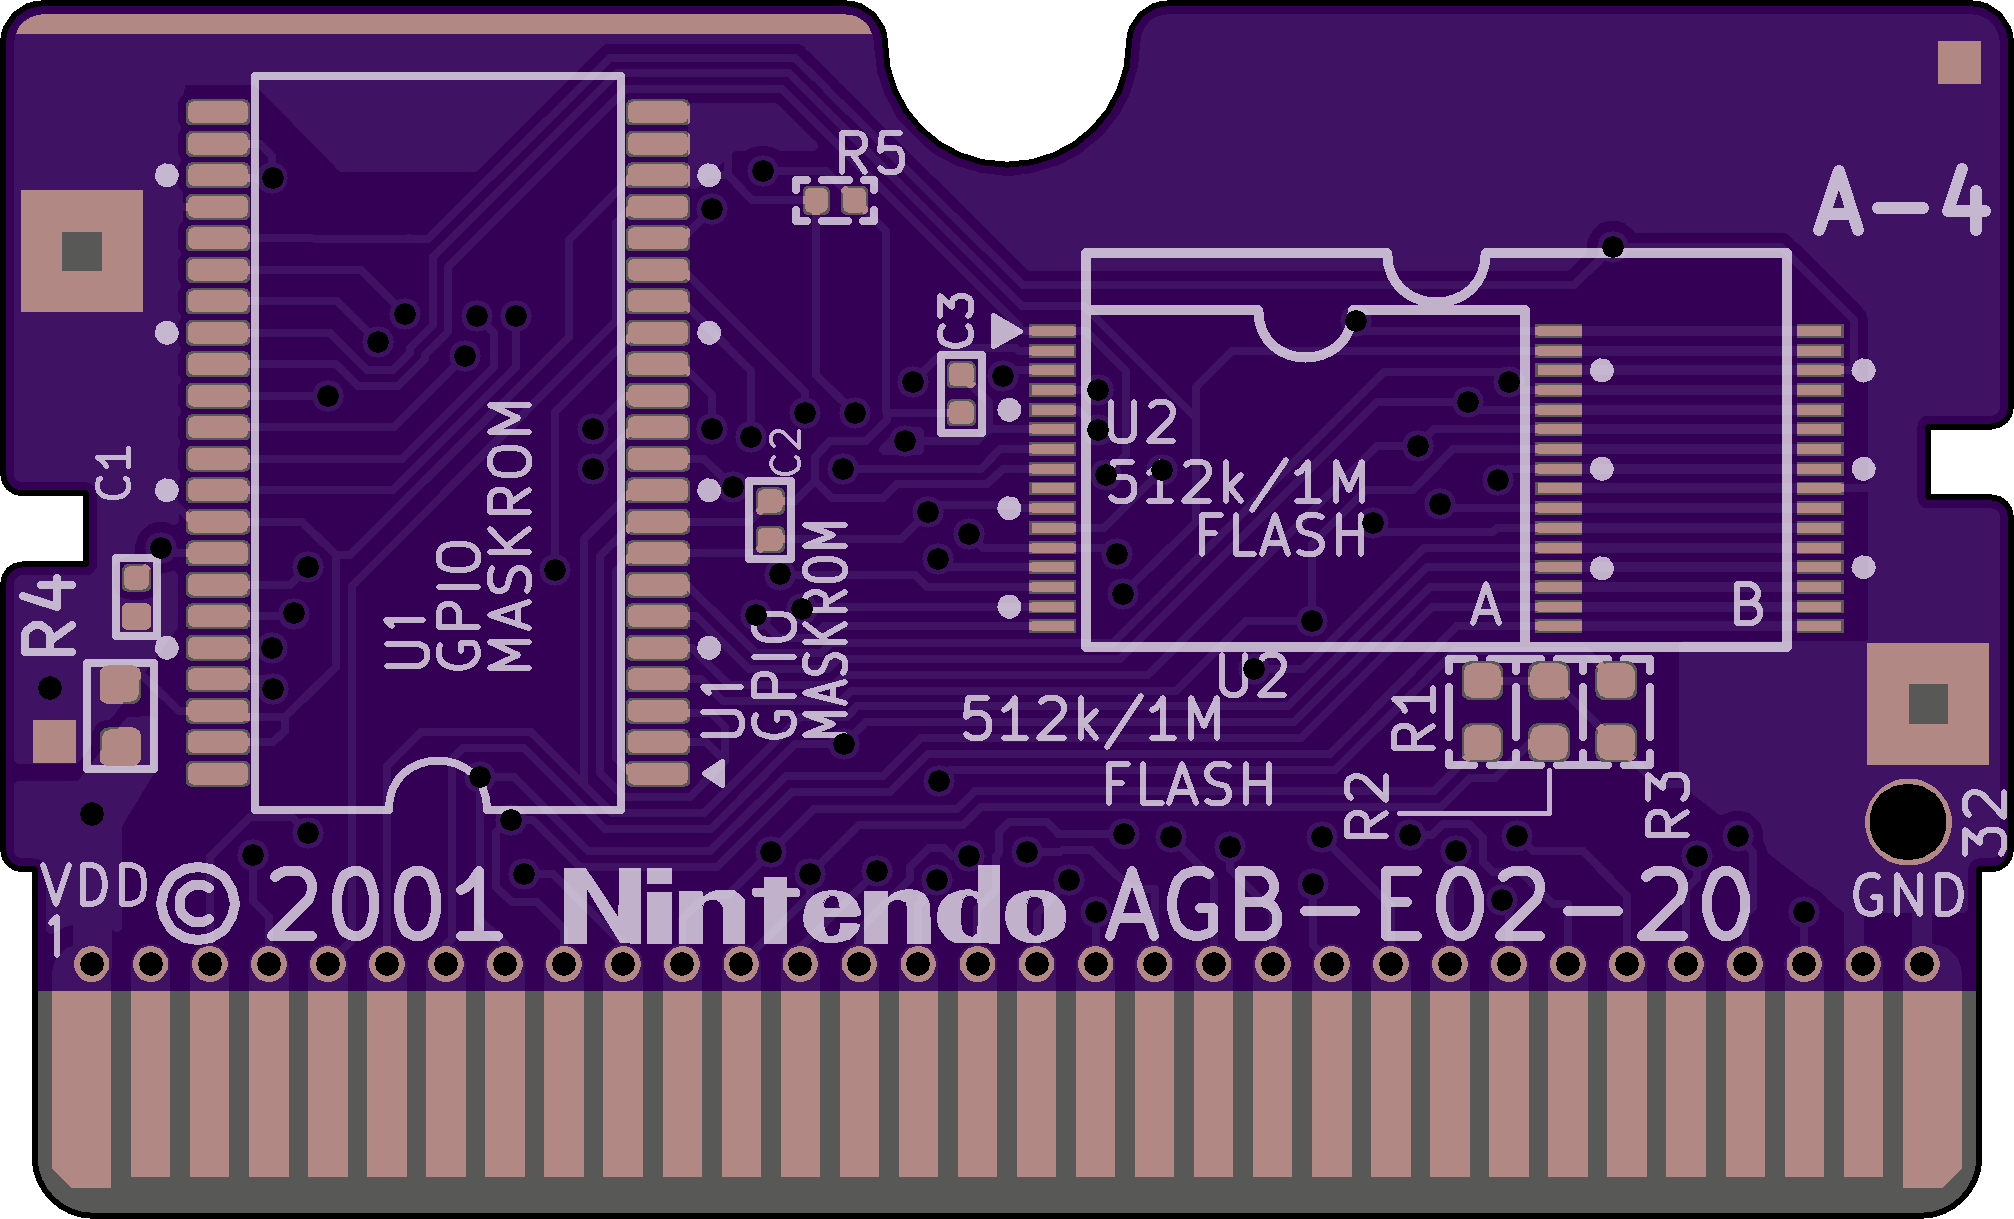 R5
A-4
C3
C1
U1
GPIO
MASKROM
C2
U2
512k/1M
FLASH
A
B
R4
U1
GPIO
MASKROM
U2
512k/1M
FLASH
R1
R2
R3
32
VDD
1
© 2001 Nintendo AGB-E02-20
GND